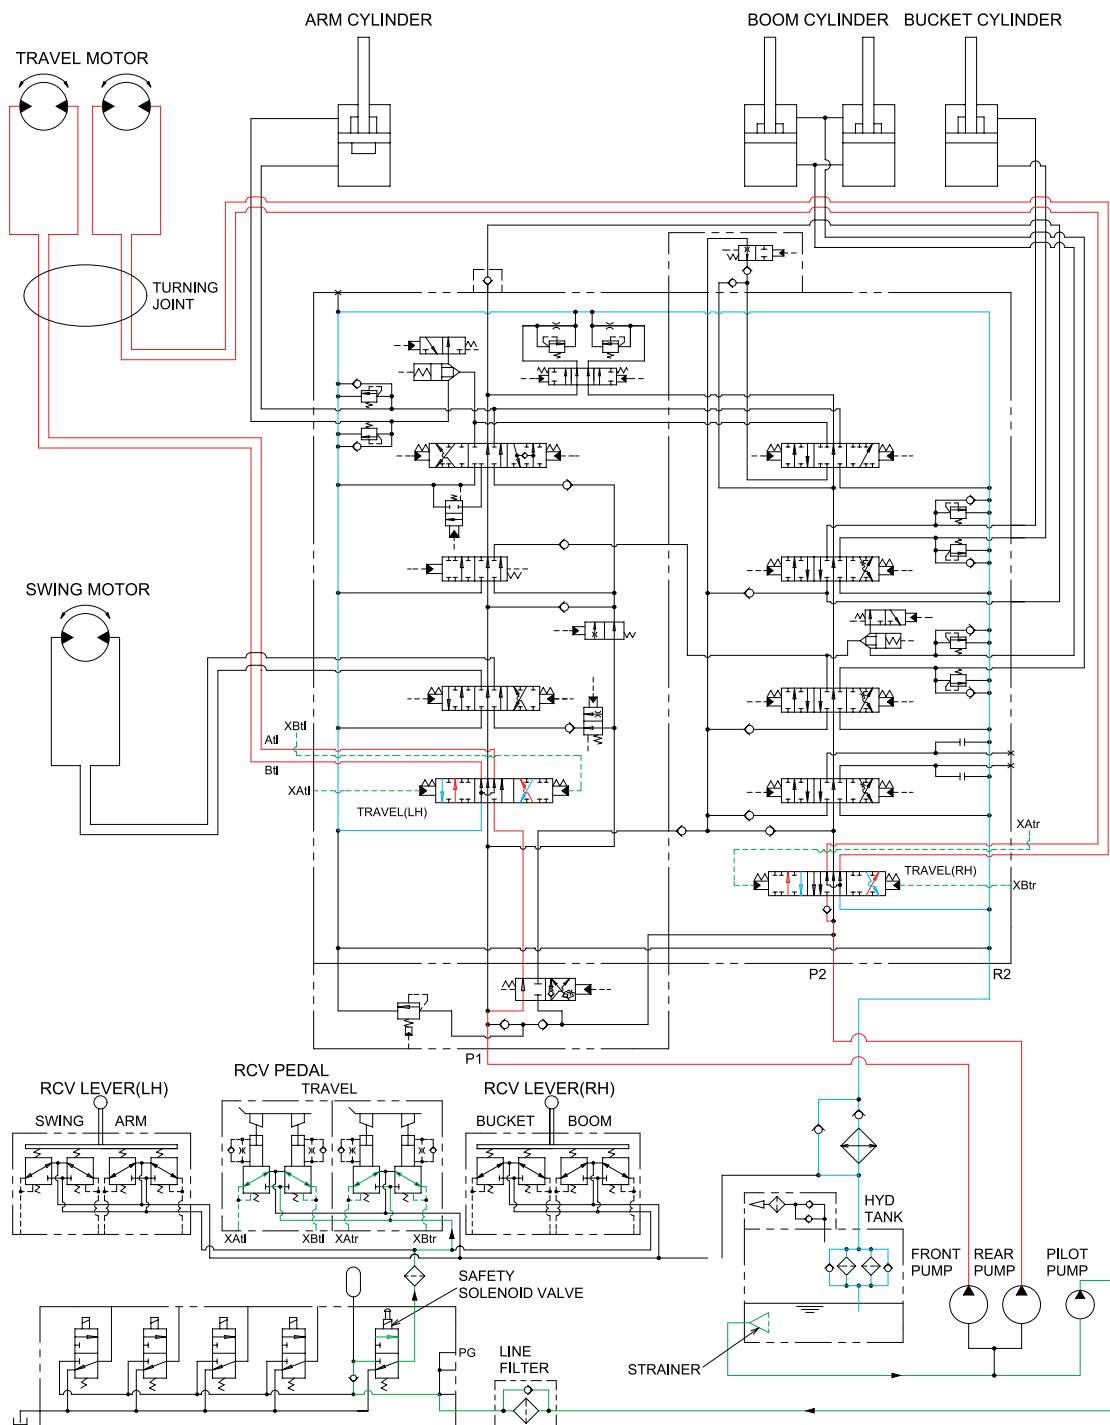 ARM CYLINDER
BOOM CYLINDER
BUCKET CYLINDER
TRAVEL MOTOR
TURNING
JOINT
SWING MOTOR
XBtl
Atl
Btl
XAtl
TRAVEL(LH)
XAtr
TRAVEL(RH)
XBtr
P2
R2
P1
RCV LEVER(LH)
SWING
ARM
RCV PEDAL
TRAVEL
RCV LEVER(RH)
BUCKET
BOOM
XAtl
XBtl
XAtr
XBtr
HYD
TANK
FRONT
PUMP
REAR
PUMP
PILOT
PUMP
SAFETY
SOLENOID VALVE
PG
LINE
FILTER
STRAINER